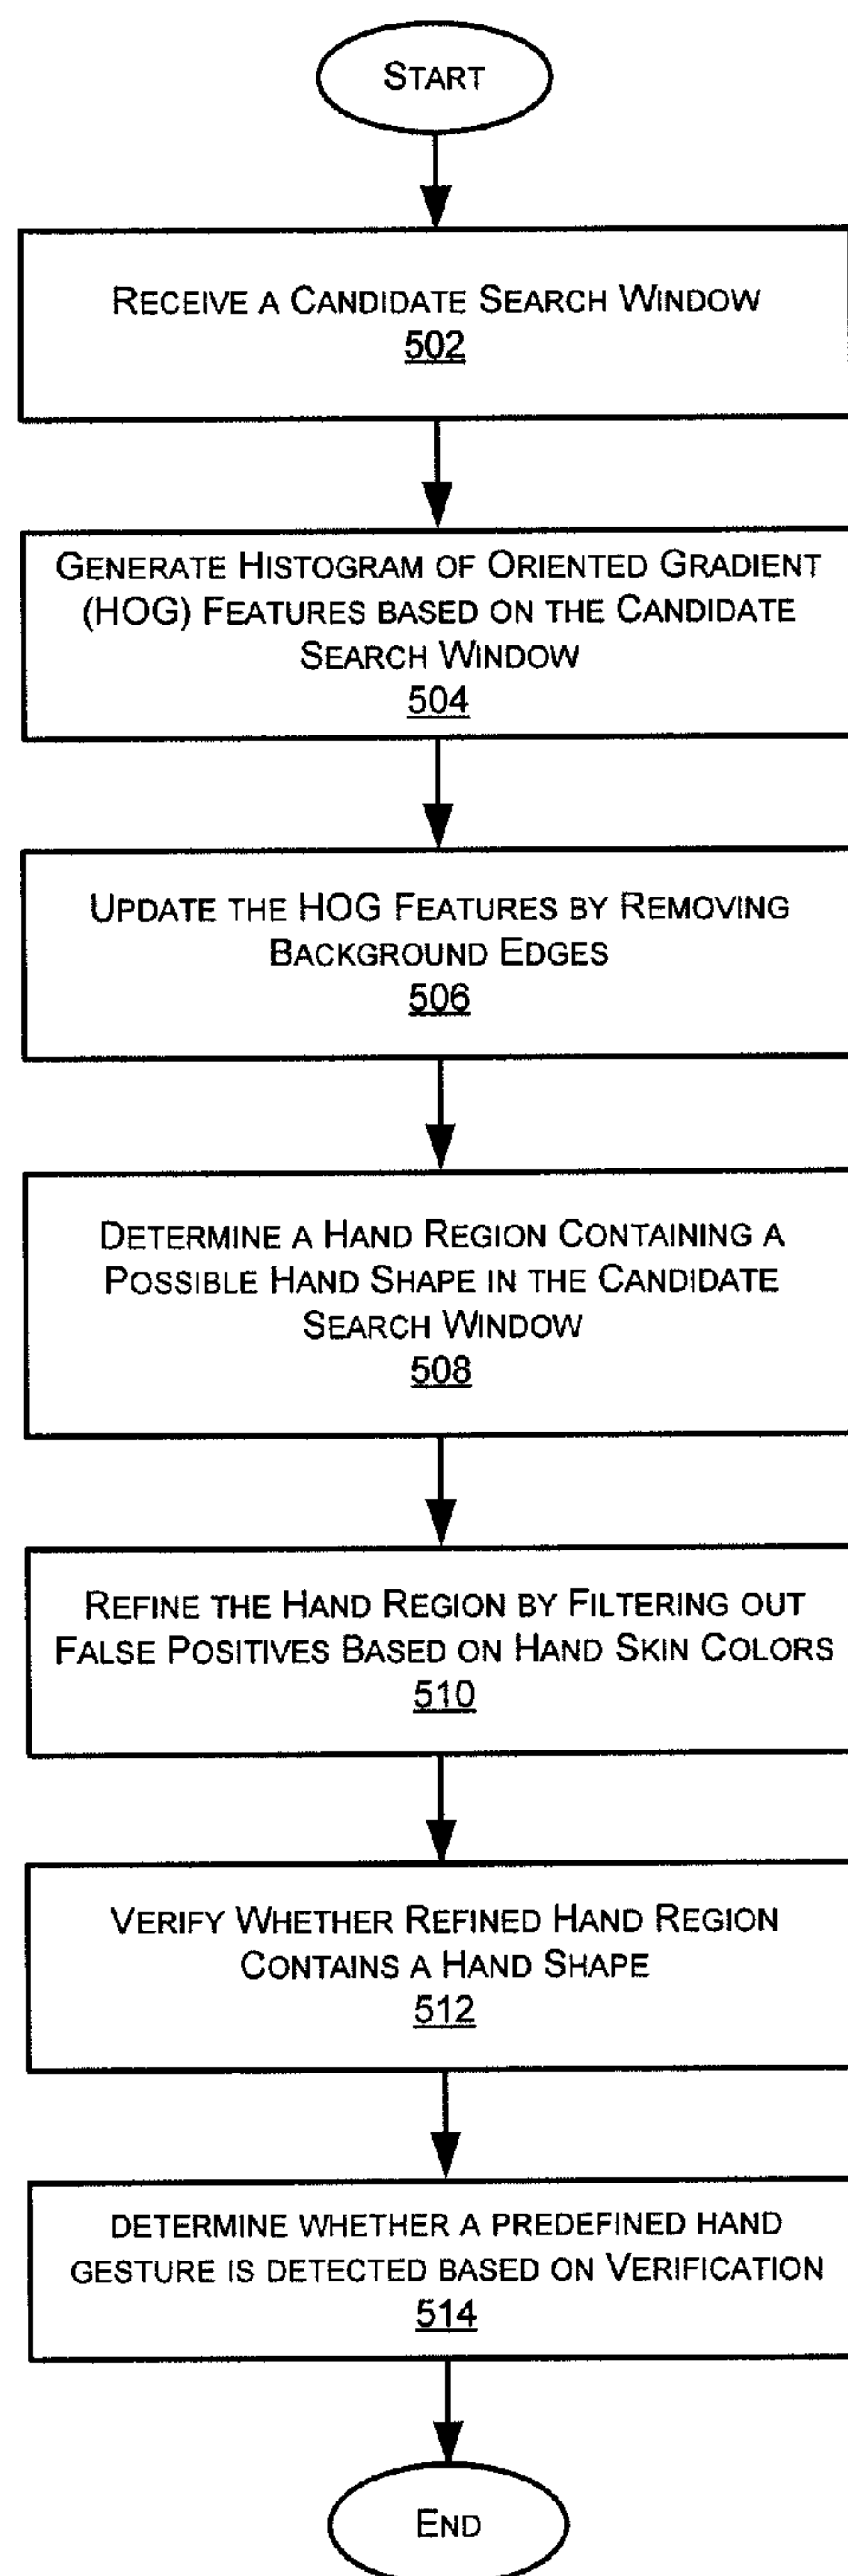 START
RECEIVE A CANDIDATE SEARCH WINDOW
502
GENERATE HISTOGRAM OF ORIENTED GRADIENT
(HOG) FEATURES BASED ON THE CANDIDATE
SEARCH WINDOW
504
UPDATE THE HOG FEATURES BY REMOVING
BACKGROUND EDGES
506
DETERMINE A HAND REGION CONTAINING A
POSSIBLE HAND SHAPE IN THE CANDIDATE
SEARCH WINDOW
508
REFINE THE HAND REGION BY FILTERING OUT
FALSE POSITIVES BASED ON HAND SKIN COLORS
510
VERIFY WHETHER REFINED HAND REGION
CONTAINS A HAND SHAPE
512
DETERMINE WHETHER A PREDEFINED HAND
GESTURE IS DETECTED BASED ON VERIFICATION
514
END